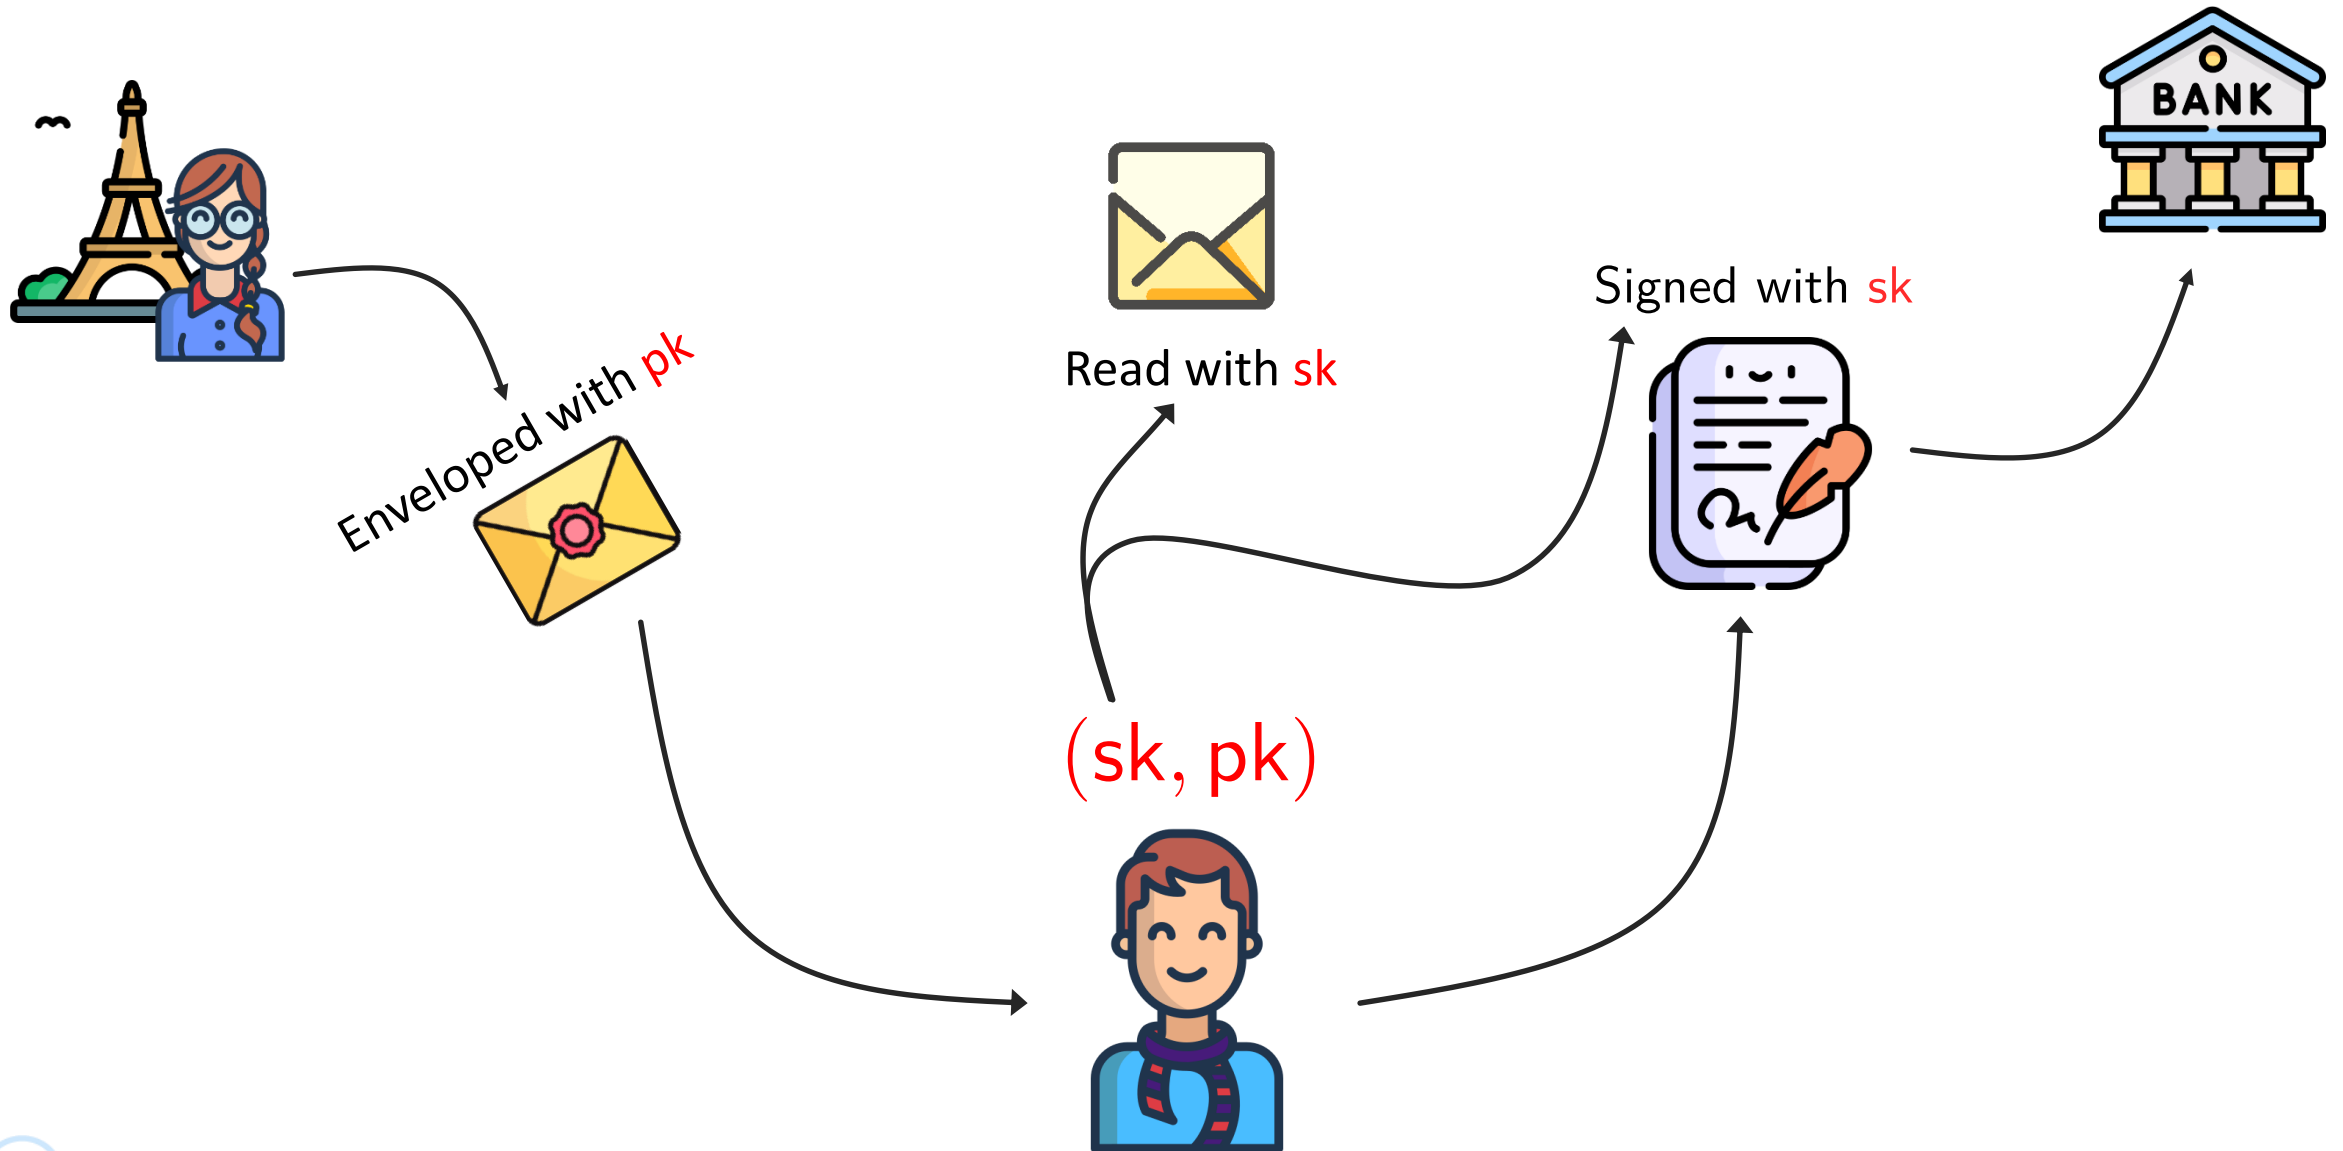 BANK
Enveloped with pk
Read with sk
Signed with sk
(sk, pk)